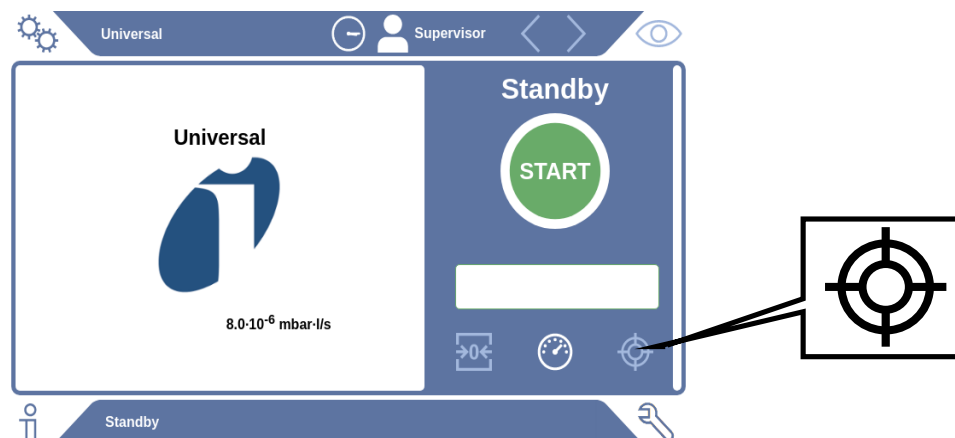 Universal
Supervisor
Universal
8.0·10⁻⁶ mbar·l/s
Standby
START
>0<
Standby